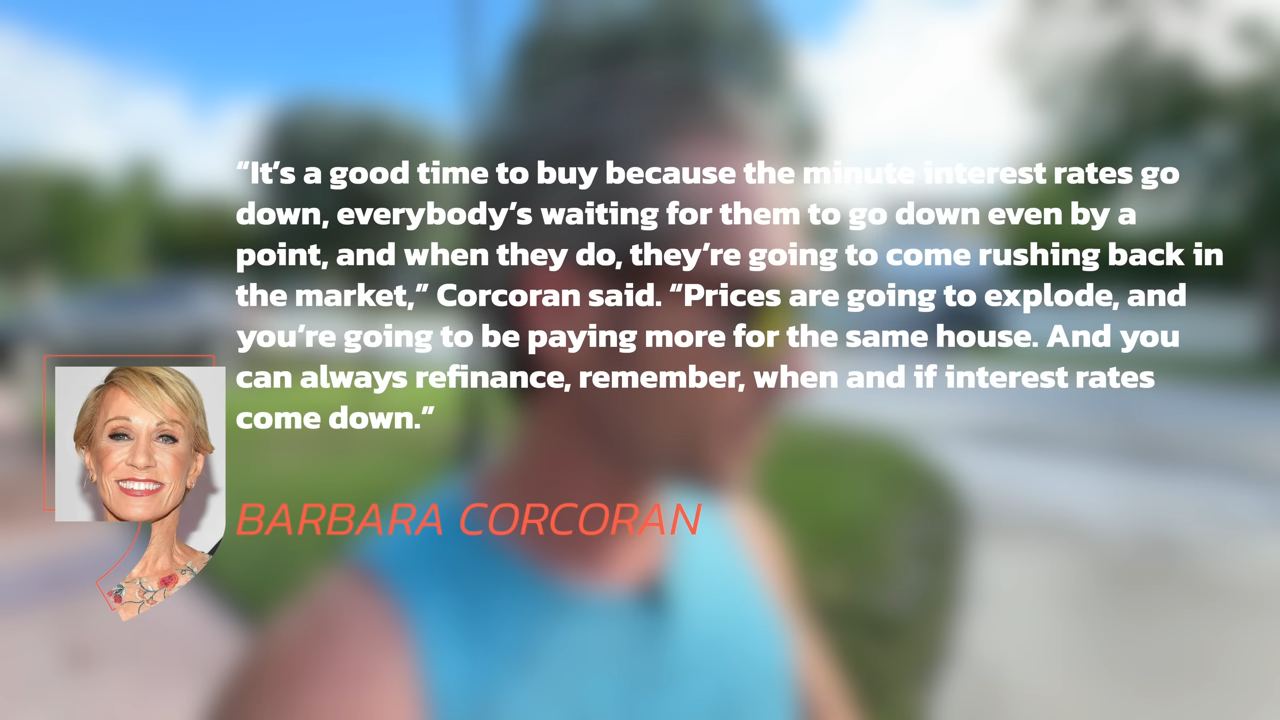 “It’s a good time to buy because the minute interest rates go
down, everybody’s waiting for them to go down even by a
point, and when they do, they’re going to come rushing back in
the market,” Corcoran said. “Prices are going to explode, and
you’re going to be paying more for the same house. And you
can always refinance, remember, when and if interest rates
come down.”
BARBARA CORCORAN